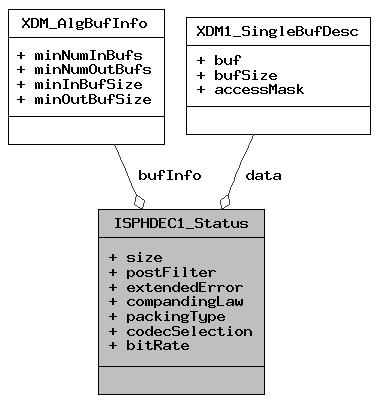 XDM_AlgBufInfo
+ minNumInBufs
+ minNumOutBufs
+ minInBufSize
+ minOutBufSize
XDM1_SingleBufDesc
+ buf
+ bufSize
+ accessMask
bufInfo
data
ISPHDEC1_Status
+ size
+ postFilter
+ extendedError
+ compandingLaw
+ packingType
+ codecSelection
+ bitRate